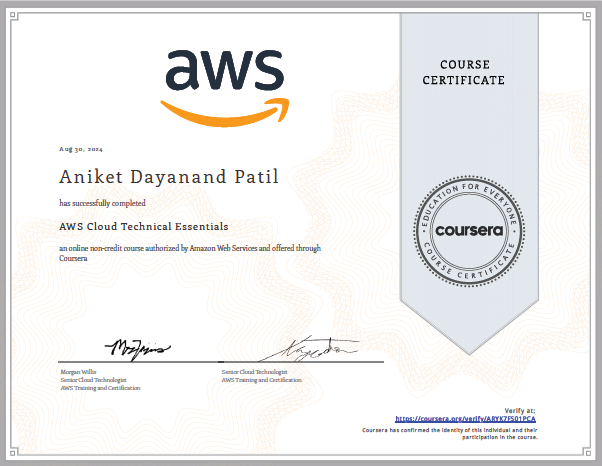 aws
COURSE
CERTIFICATE
Aug 30, 2024
Aniket Dayanand Patil
has successfully completed
AWS Cloud Technical Essentials
an online non-credit course authorized by Amazon Web Services and offered through
Coursera
EDUCATION FOR EVERYONE
coursera
COURSE CERTIFICATE
Morgan Willis
Senior Cloud Technologist
AWS Training and Certification
Senior Cloud Technologist
AWS Training and Certification
Verify at:
https://coursera.org/verify/ARYK7F501PCA
Coursera has confirmed the identity of this individual and their
participation in the course.